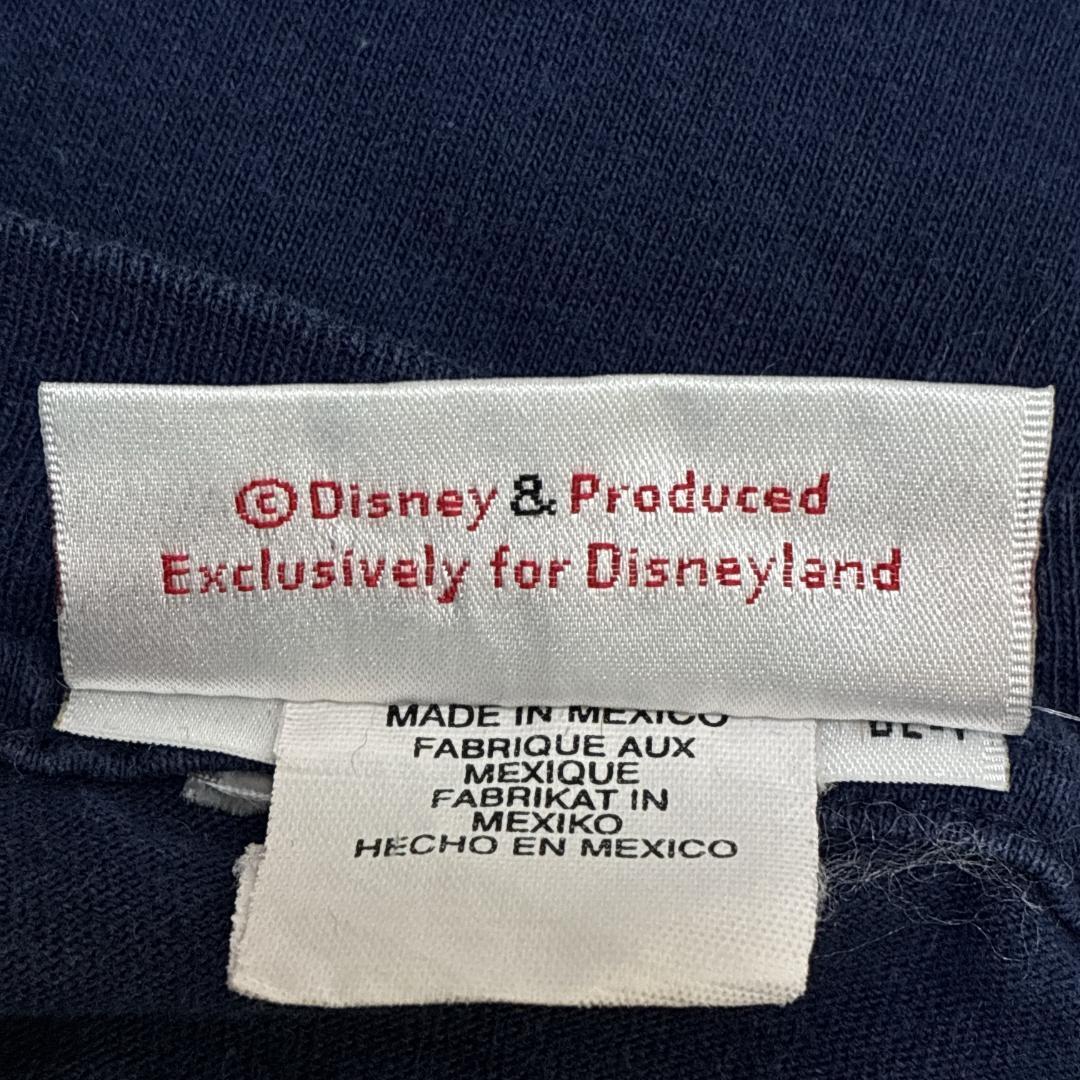 ©Disney & Produced
Exclusively for Disneyland
MADE IN MEXICO
FABRIQUE AUX
MEXIQUE
FABRIKAT IN
MEXIKO
HECHO EN MEXICO